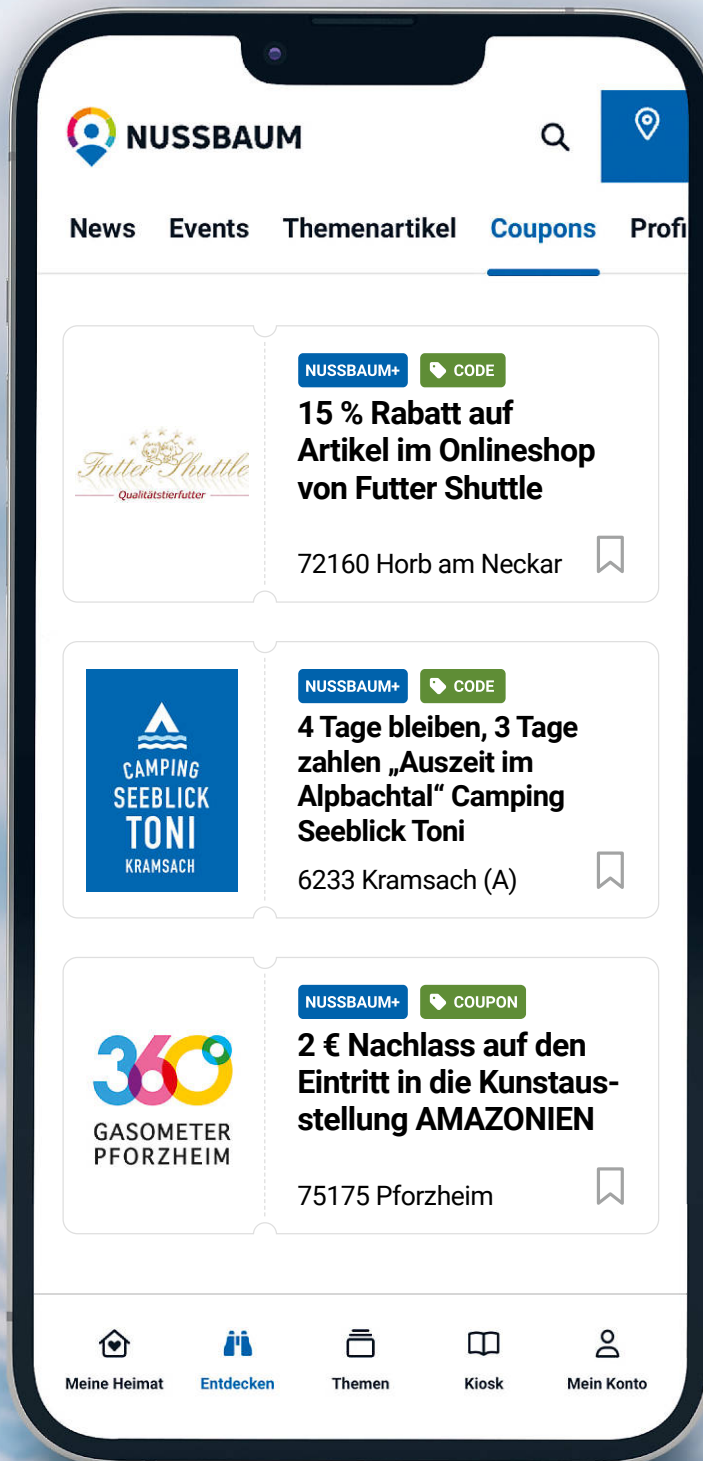 NUSSBAUM
News Events Themenartikel Coupons Profi
Futter Shuttle
Qualitätstierfutter
NUSSBAUM+ CODE
15 % Rabatt auf
Artikel im Onlineshop
von Futter Shuttle
72160 Horb am Neckar
CAMPING
SEEBLICK
TONI
KRAMSACH
NUSSBAUM+ CODE
4 Tage bleiben, 3 Tage
zahlen „Auszeit im
Alpbachtal“ Camping
Seeblick Toni
6233 Kramsach (A)
360°
GASOMETER
PFORZHEIM
NUSSBAUM+ COUPON
2 € Nachlass auf den
Eintritt in die Kunstaus-
stellung AMAZONIEN
75175 Pforzheim
Meine Heimat Entdecken Themen Kiosk Mein Konto